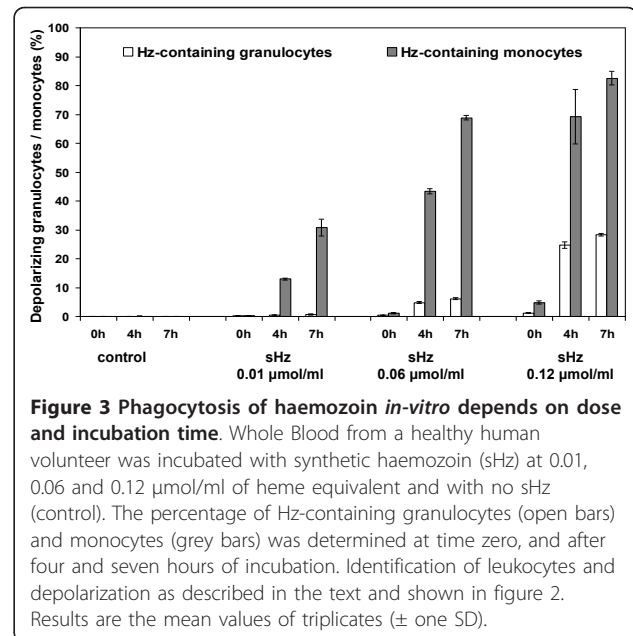 100
90
80
70
60
50
40
30
20
10
0
Depolarizing granulocytes / monocytes (%)
Hz-containing granulocytes Hz-containing monocytes
0h 4h 7h 0h 4h 7h 0h 4h 7h 0h 4h 7h
control sHz sHz sHz
0.01 µmol/ml 0.06 µmol/ml 0.12 µmol/ml
Figure 3 Phagocytosis of haemozoin in-vitro depends on dose
and incubation time. Whole Blood from a healthy human
volunteer was incubated with synthetic haemozoin (sHz) at 0.01,
0.06 and 0.12 µmol/ml of heme equivalent and with no sHz
(control). The percentage of Hz-containing granulocytes (open bars)
and monocytes (grey bars) was determined at time zero, and after
four and seven hours of incubation. Identification of leukocytes and
depolarization as described in the text and shown in figure 2.
Results are the mean values of triplicates (± one SD).